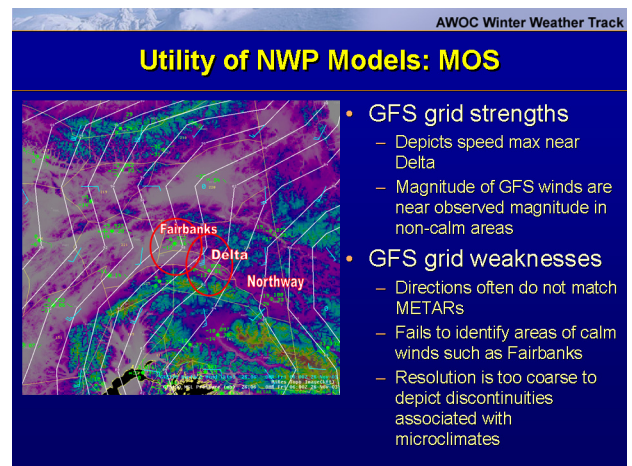 AWOC Winter Weather Track
Utility of NWP Models: MOS
Fairbanks
Delta
Northway
• GFS grid strengths
– Depicts speed max near
Delta
– Magnitude of GFS winds are
near observed magnitude in
non-calm areas
• GFS grid weaknesses
– Directions often do not match
METARs
– Fails to identify areas of calm
winds such as Fairbanks
– Resolution is too coarse to
depict discontinuities
associated with
microclimates